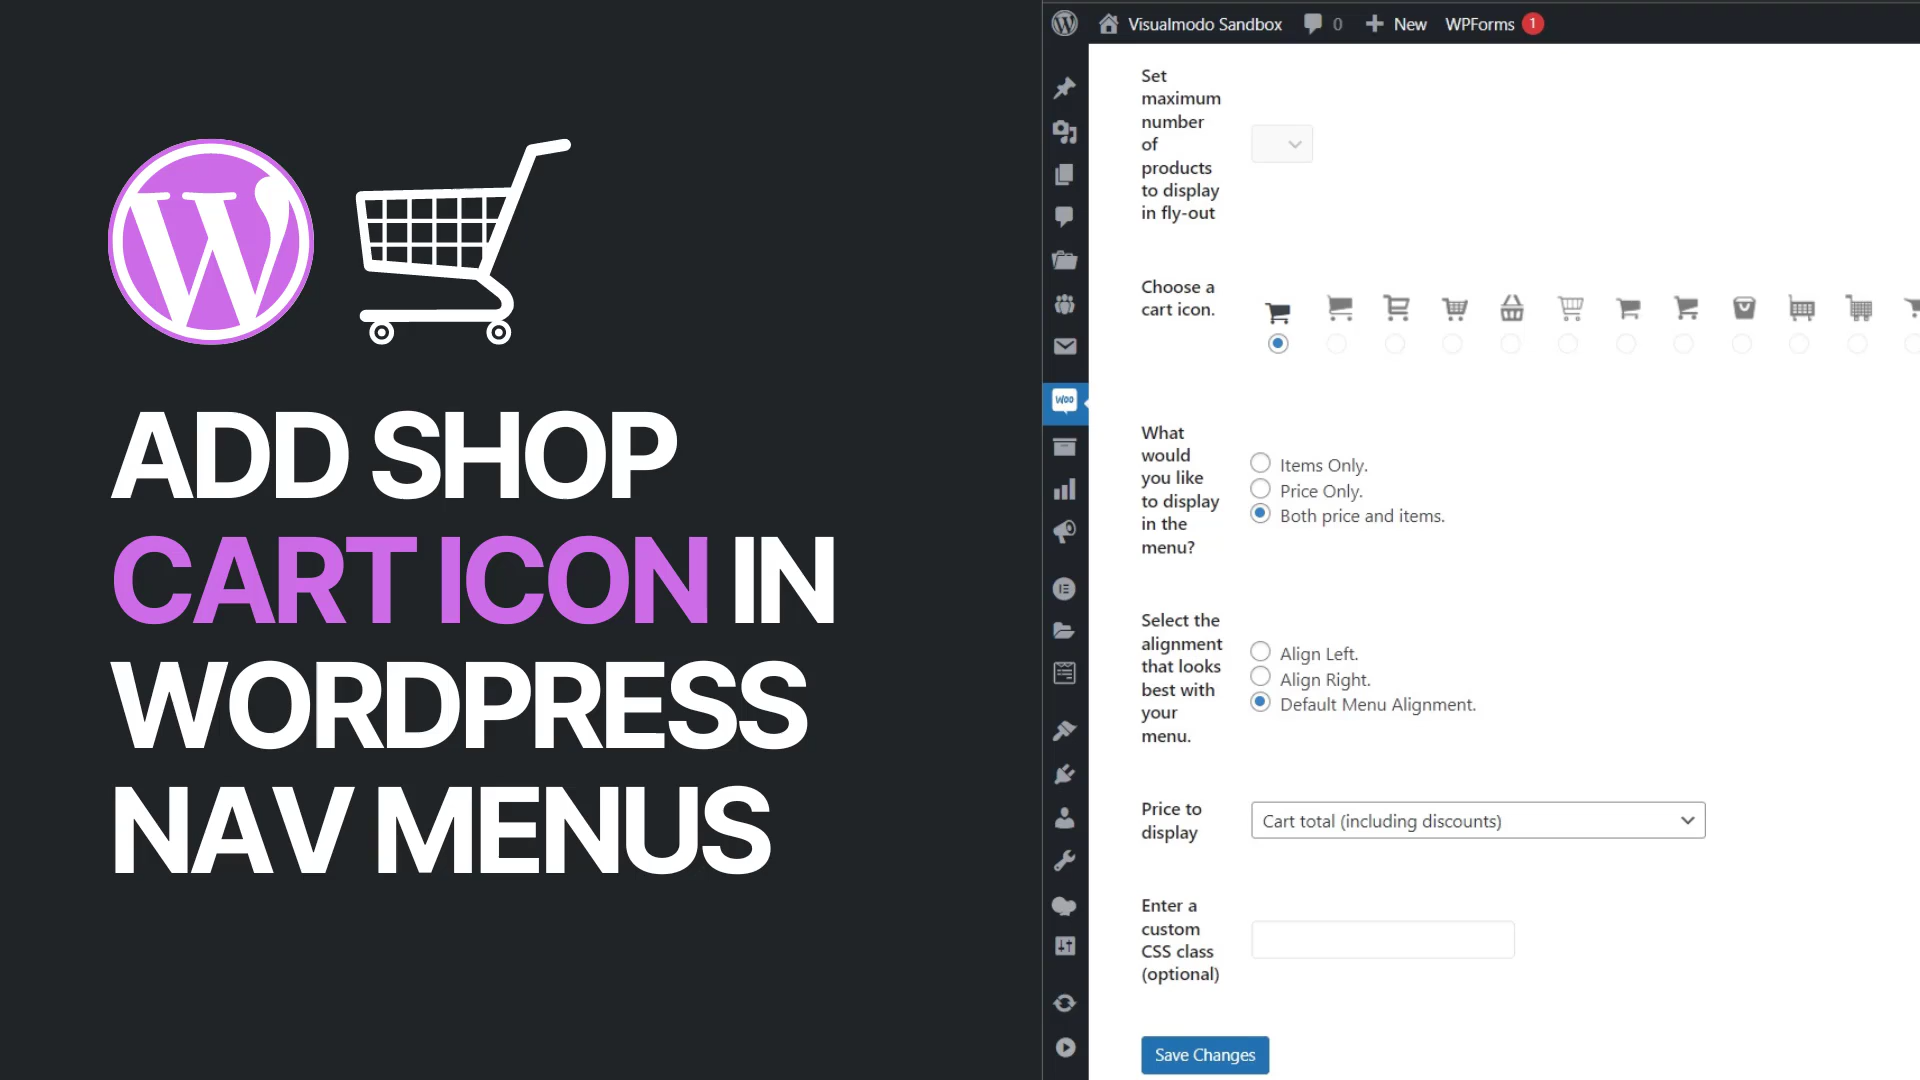 ADD SHOP
CART ICON IN
WORDPRESS
NAV MENUS
Visualmodo Sandbox 0 New WPForms 1
Set
maximum
number
of
products
to display
in fly-out
Choose a
cart icon.
Woo
What
would
you like
to display
in the
menu?
Items Only.
Price Only.
Both price and items.
Select the
alignment
that looks
best with
your
menu.
Align Left.
Align Right.
Default Menu Alignment.
Price to
display
Cart total (including discounts)
Enter a
custom
CSS class
(optional)
Save Changes